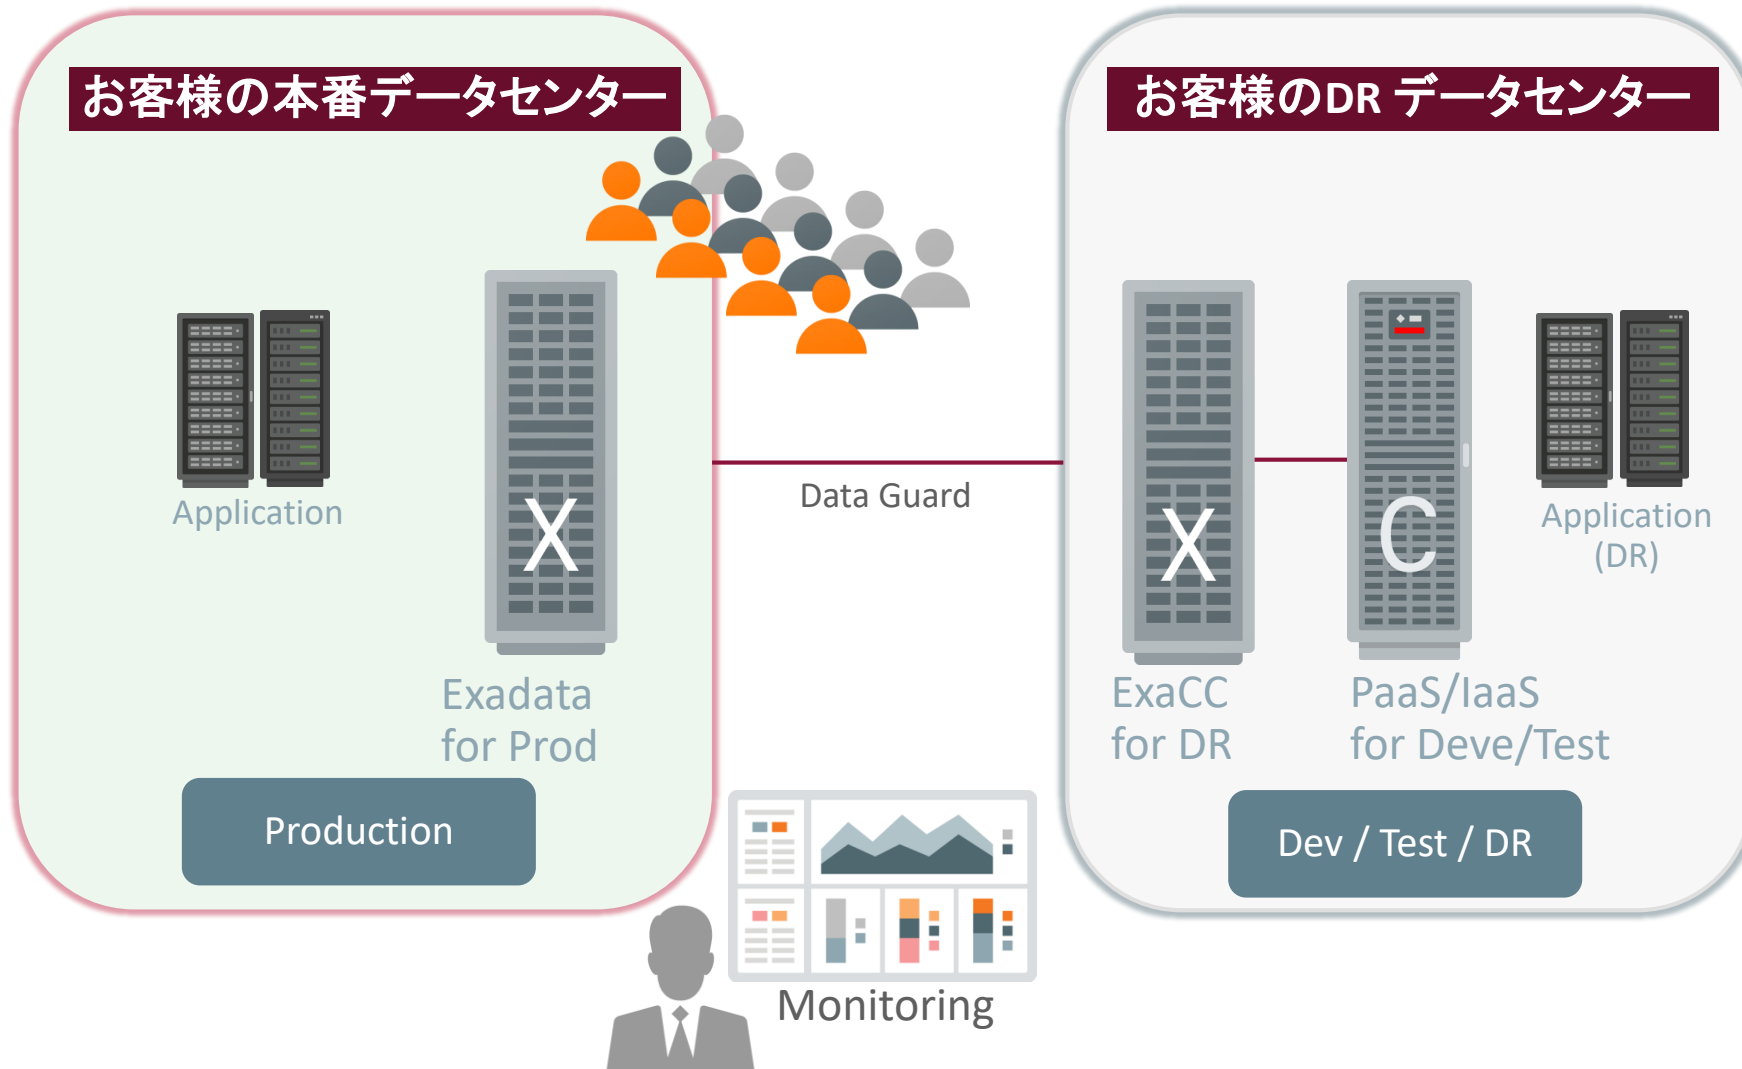 お客様の本番データセンター
Application
X
Exadata
for Prod
Production
Data Guard
Monitoring
お客様のDR データセンター
X
ExaCC
for DR
C
PaaS/IaaS
for Deve/Test
Application
(DR)
Dev / Test / DR